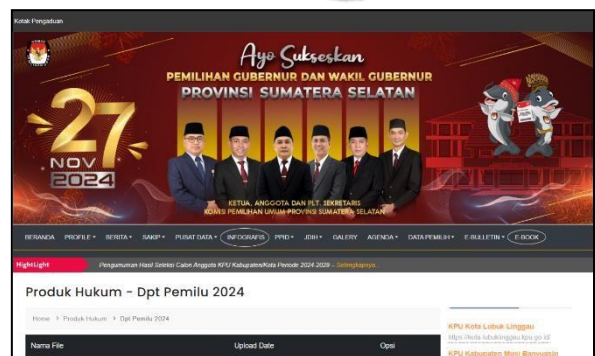 Kotak Pengaduan
Ayo Sukseskan
PEMILIHAN GUBERNUR DAN WAKIL GUBERNUR
PROVINSI SUMATERA SELATAN
27
NOV
2024
KETUA, ANGGOTA DAN PLT. SEKRETARIS
KOMISI PEMILIHAN UMUM PROVINSI SUMATERA SELATAN
BERANDA PROFILE BERITA SAKIP PUSAT DATA INFOGRAFIS PPID JDIH GALERY AGENDA DATA PEMILIH E-BULLETIN E-BOOK
HighLight Pengumuman Hasil Seleksi Calon Anggota KPU Kabupaten/Kota Periode 2024-2029 - Selengkapnya..
Produk Hukum - Dpt Pemilu 2024
Home > Produk Hukum > Dpt Pemilu 2024
Nama File Upload Date Opsi
KPU Kota Lubuk Linggau
https://kota-lubuklinggau.kpu.go.id/
KPU Kabupaten Musi Banyuasin